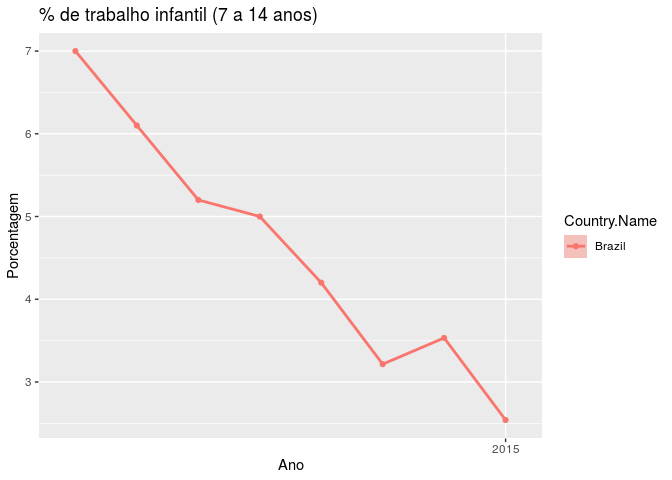 % de trabalho infantil (7 a 14 anos)
7
6
5
4
3
Porcentagem
2015
Ano
Country.Name
Brazil